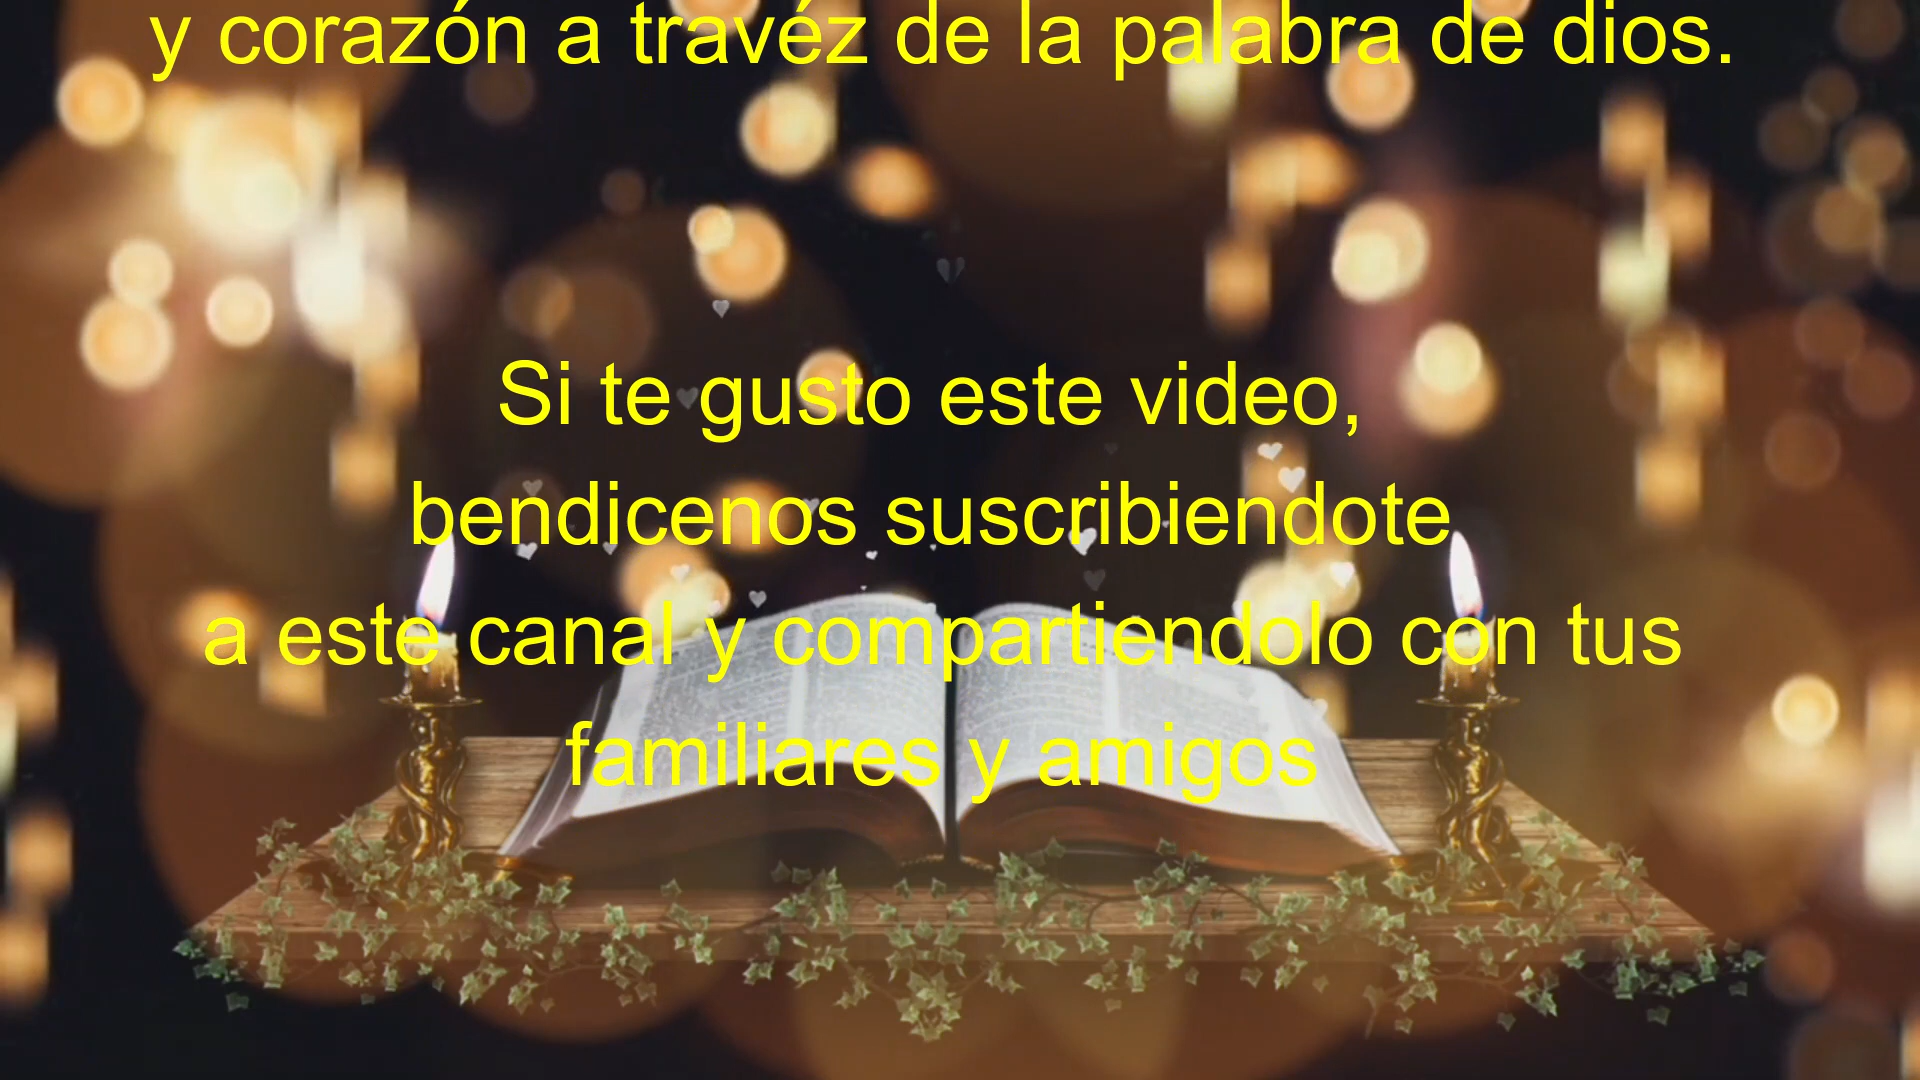 y corazón a travéz de la palabra de dios.
Si te gusto este video,
bendicenos suscribiendote
a este canal y compartiendolo con tus
familiares y amigos